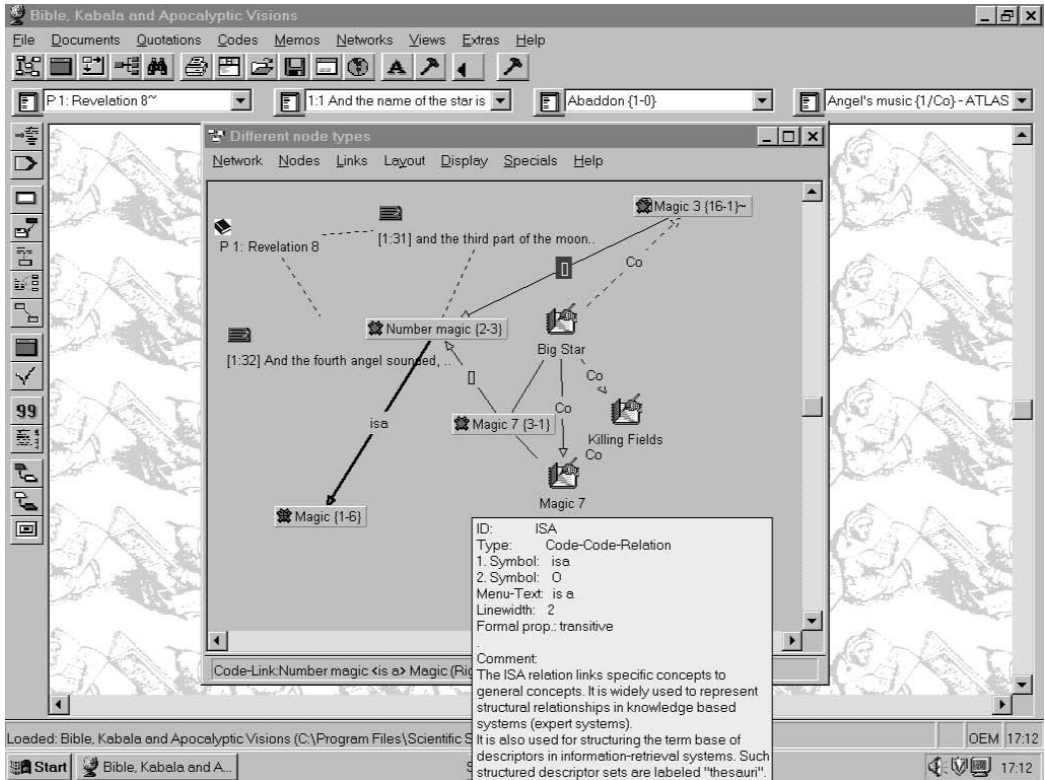 Bible, Kabala and Apocalyptic Visions
File Documents Quotations Codes Memos Networks Views Extras Help
P 1: Revelation 8~
1:1 And the name of the star is
Abaddon {1-0}
Angel's music {1/Co} - ATLAS
Different node types
Network Nodes Links Layout Display Specials Help
Magic 3 {16-1}~
P 1: Revelation 8
[1:31] and the third part of the moon..
Co
[]
Number magic {2-3}
Big Star
[1:32] And the fourth angel sounded, ..
[]
Co
Co
isa
Magic 7 {3-1}
Killing Fields
Co
Magic 7
Magic {1-6}
ID: ISA
Type: Code-Code-Relation
1. Symbol: isa
2. Symbol: O
Menu-Text: is a
Linewidth: 2
Formal prop.: transitive
.
Comment:
The ISA relation links specific concepts to
general concepts. It is widely used to represent
structural relationships in knowledge based
systems (expert systems).
It is also used for structuring the term base of
descriptors in information-retrieval systems. Such
structured descriptor sets are labeled "thesauri".
Code-Link:Number magic <is a> Magic (Rig
Loaded: Bible, Kabala and Apocalyptic Visions (C:\Program Files\Scientific S
OEM 17:12
Start
Bible, Kabala and A...
S
17:12
99
A